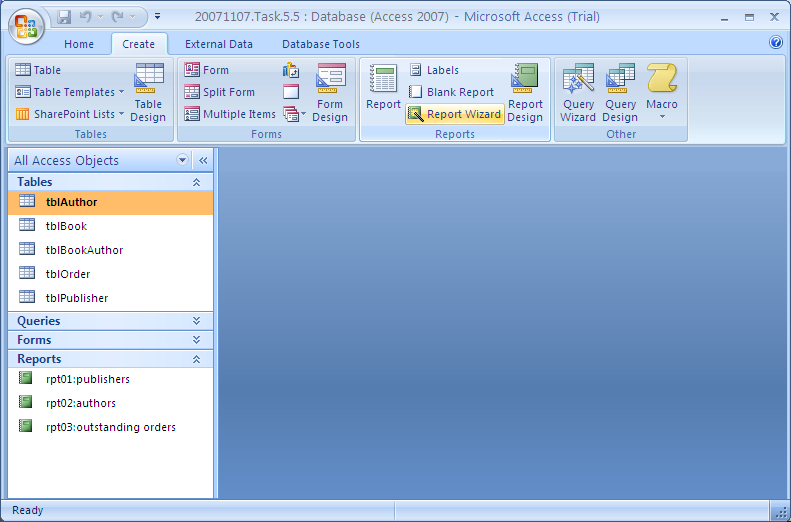 20071107.Task.5.5 : Database (Access 2007) - Microsoft Access (Trial)
Home Create External Data Database Tools
Table
Table Templates
SharePoint Lists
Table Design
Tables
Form
Split Form
Multiple Items
Form Design
Forms
Report
Labels
Blank Report
Report Wizard
Report Design
Reports
Query Wizard
Query Design
Macro
Other
All Access Objects
Tables
tblAuthor
tblBook
tblBookAuthor
tblOrder
tblPublisher
Queries
Forms
Reports
rpt01:publishers
rpt02:authors
rpt03:outstanding orders
Ready